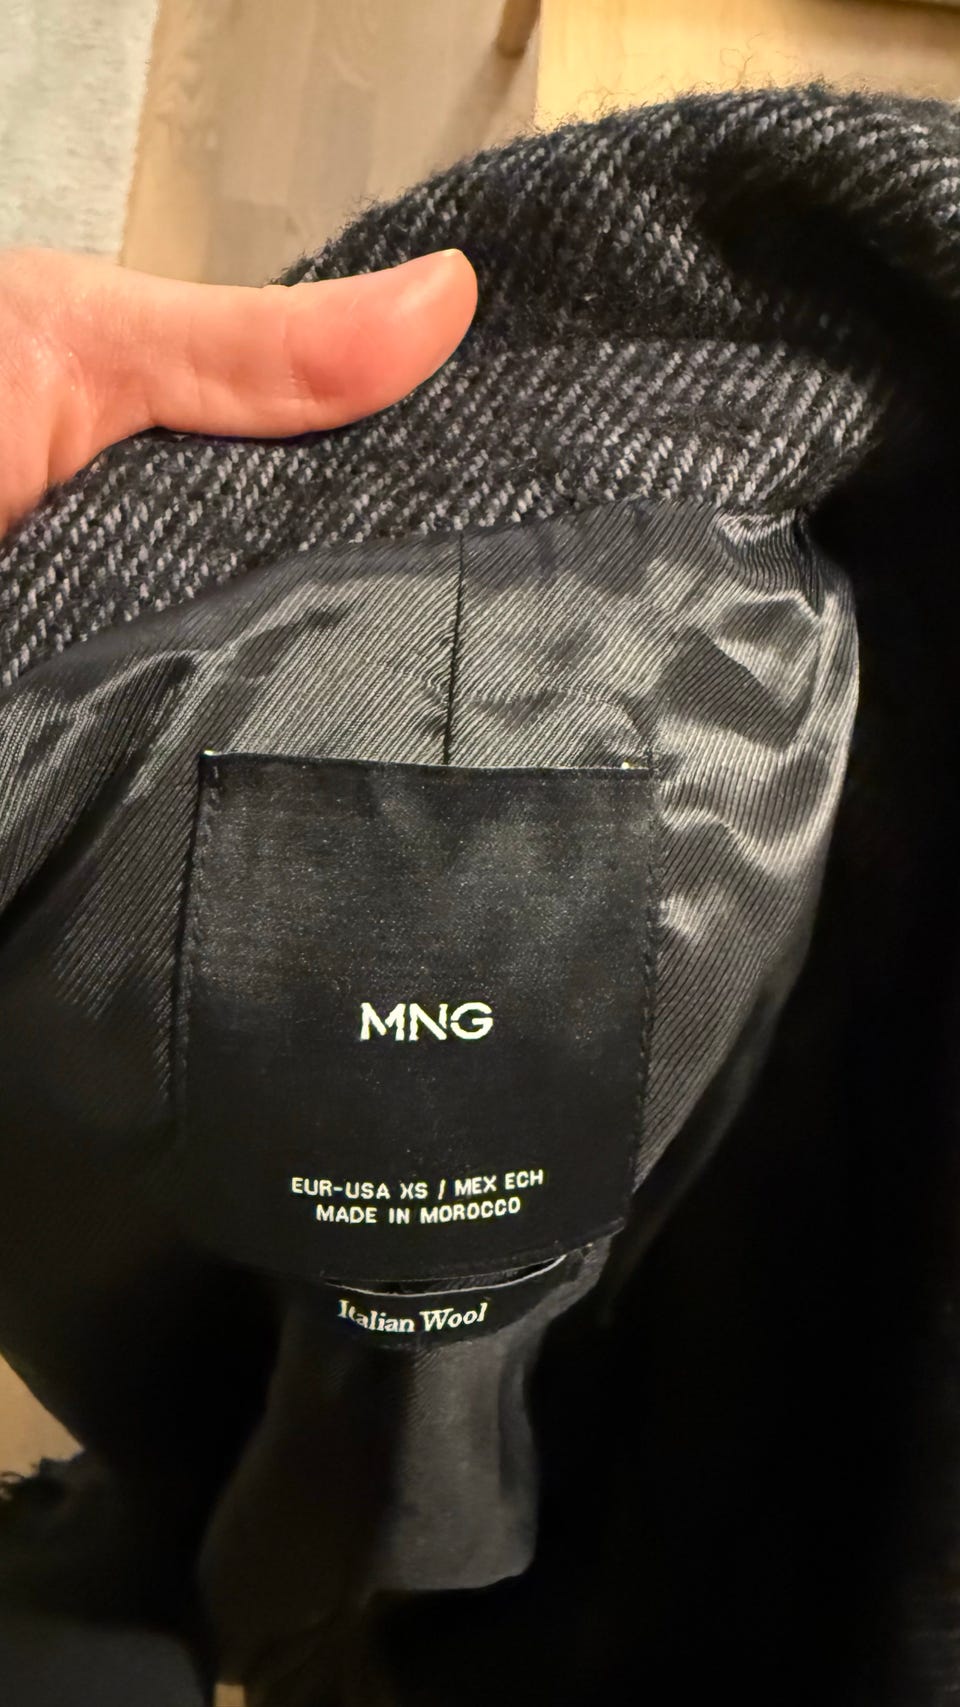 MNG
EUR-USA XS / MEX ECH
MADE IN MOROCCO
Italian Wool